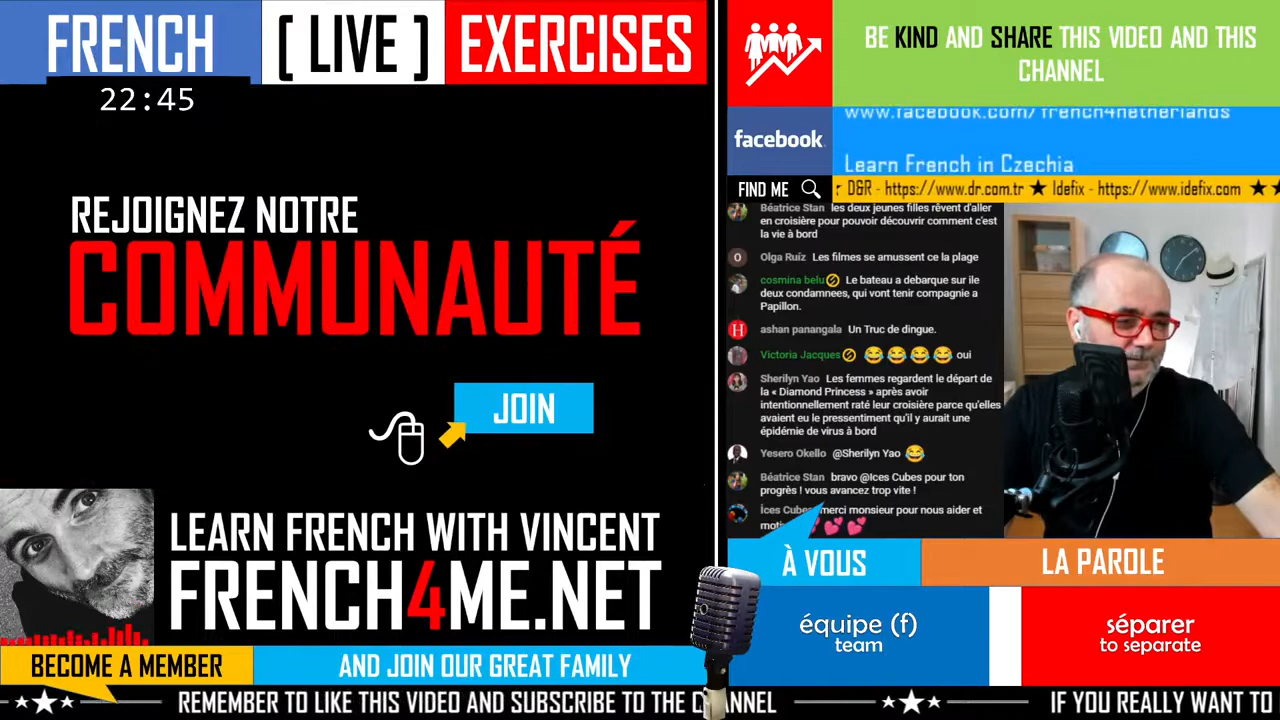 FRENCH [ LIVE ] EXERCISES
22:45
REJOIGNEZ NOTRE
COMMUNAUTÉ
JOIN
LEARN FRENCH WITH VINCENT
FRENCH4ME.NET
BECOME A MEMBER
AND JOIN OUR GREAT FAMILY
BE KIND AND SHARE THIS VIDEO AND THIS
CHANNEL
facebook
www.facebook.com/french4netherlands
Learn French in Czechia
FIND ME
D&R - https://www.dr.com.tr ★ Idefix - https://www.idefix.com ★
Béatrice Stan les deux jeunes filles rêvent d'aller
en croisière pour pouvoir découvrir comment c'est
la vie à bord
Olga Ruíz Les filmes se amussent ce la plage
cosmina belu Le bateau a debarque sur ile
deux condamnees, qui vont tenir compagnie a
Papillon.
ashan panangala Un Truc de dingue.
Victoria Jacques 😂😂😂😂 oui
Sherilyn Yao Les femmes regardent le départ de
la « Diamond Princess » après avoir
intentionnellement raté leur croisière parce qu'elles
avaient eu le pressentiment qu'il y aurait une
épidémie de virus à bord
Yesero Okello @Sherilyn Yao 😂
Béatrice Stan bravo @Ices Cubes pour ton
progrès ! vous avancez trop vite !
İces Cubes merci monsieur pour nous aider et
À VOUS
LA PAROLE
équipe (f)
team
séparer
to separate
REMEMBER TO LIKE THIS VIDEO AND SUBSCRIBE TO THE CHANNEL ★ IF YOU REALLY WANT TO